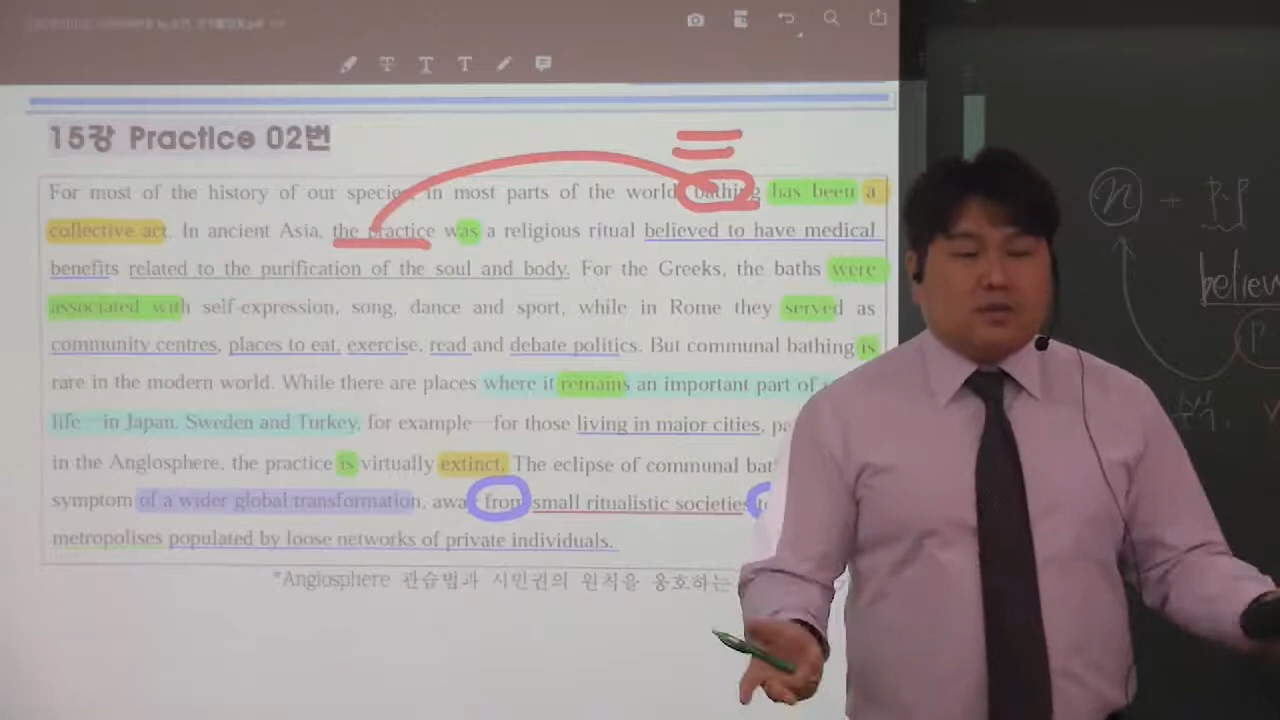 15강 Practice 02번
For most of the history of our species, in most parts of the world bathing has been a
collective act. In ancient Asia, the practice was a religious ritual believed to have medical
benefits related to the purification of the soul and body. For the Greeks, the baths were
associated with self-expression, song, dance and sport, while in Rome they served as
community centres, places to eat, exercise, read and debate politics. But communal bathing is
rare in the modern world. While there are places where it remains an important part of
life—in Japan, Sweden and Turkey, for example—for those living in major cities,
in the Anglosphere, the practice is virtually extinct. The eclipse of communal
symptom of a wider global transformation, away from small ritualistic societies
metropolises populated by loose networks of private individuals.
*Anglosphere 관습법과 시민권의 원칙을 옹호하는
n + p.p
believe